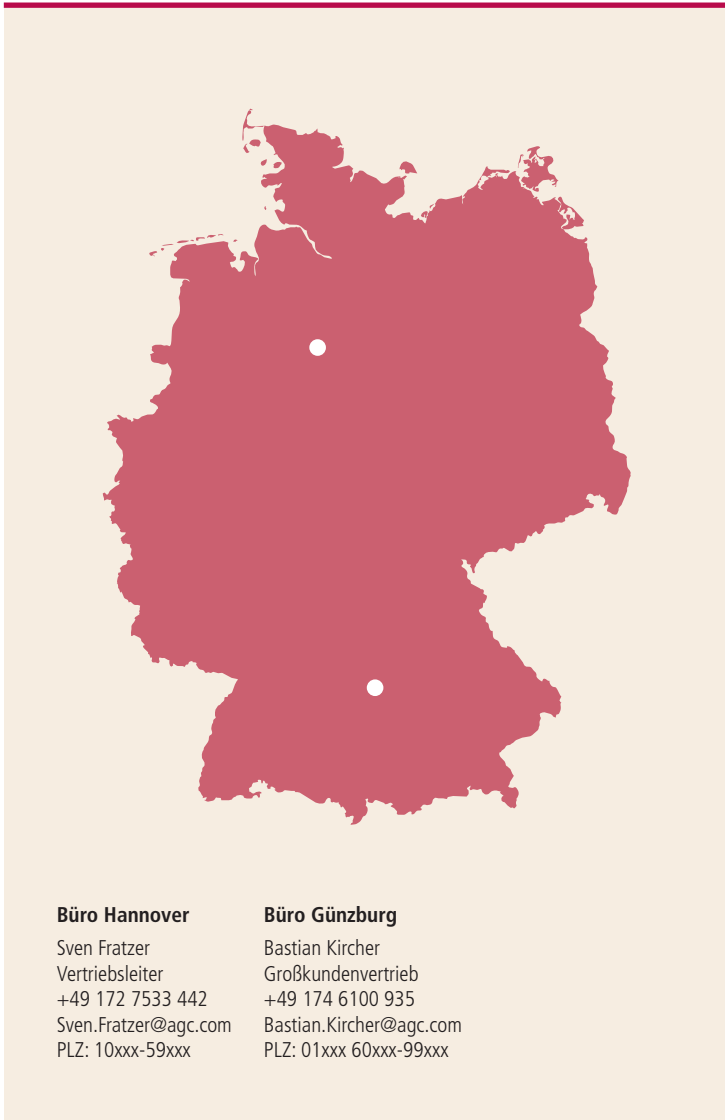 Büro Hannover
Sven Fratzer
Vertriebsleiter
+49 172 7533 442
Sven.Fratzer@agc.com
PLZ: 10xxx-59xxx
Büro Günzburg
Bastian Kircher
Großkundenvertrieb
+49 174 6100 935
Bastian.Kircher@agc.com
PLZ: 01xxx 60xxx-99xxx